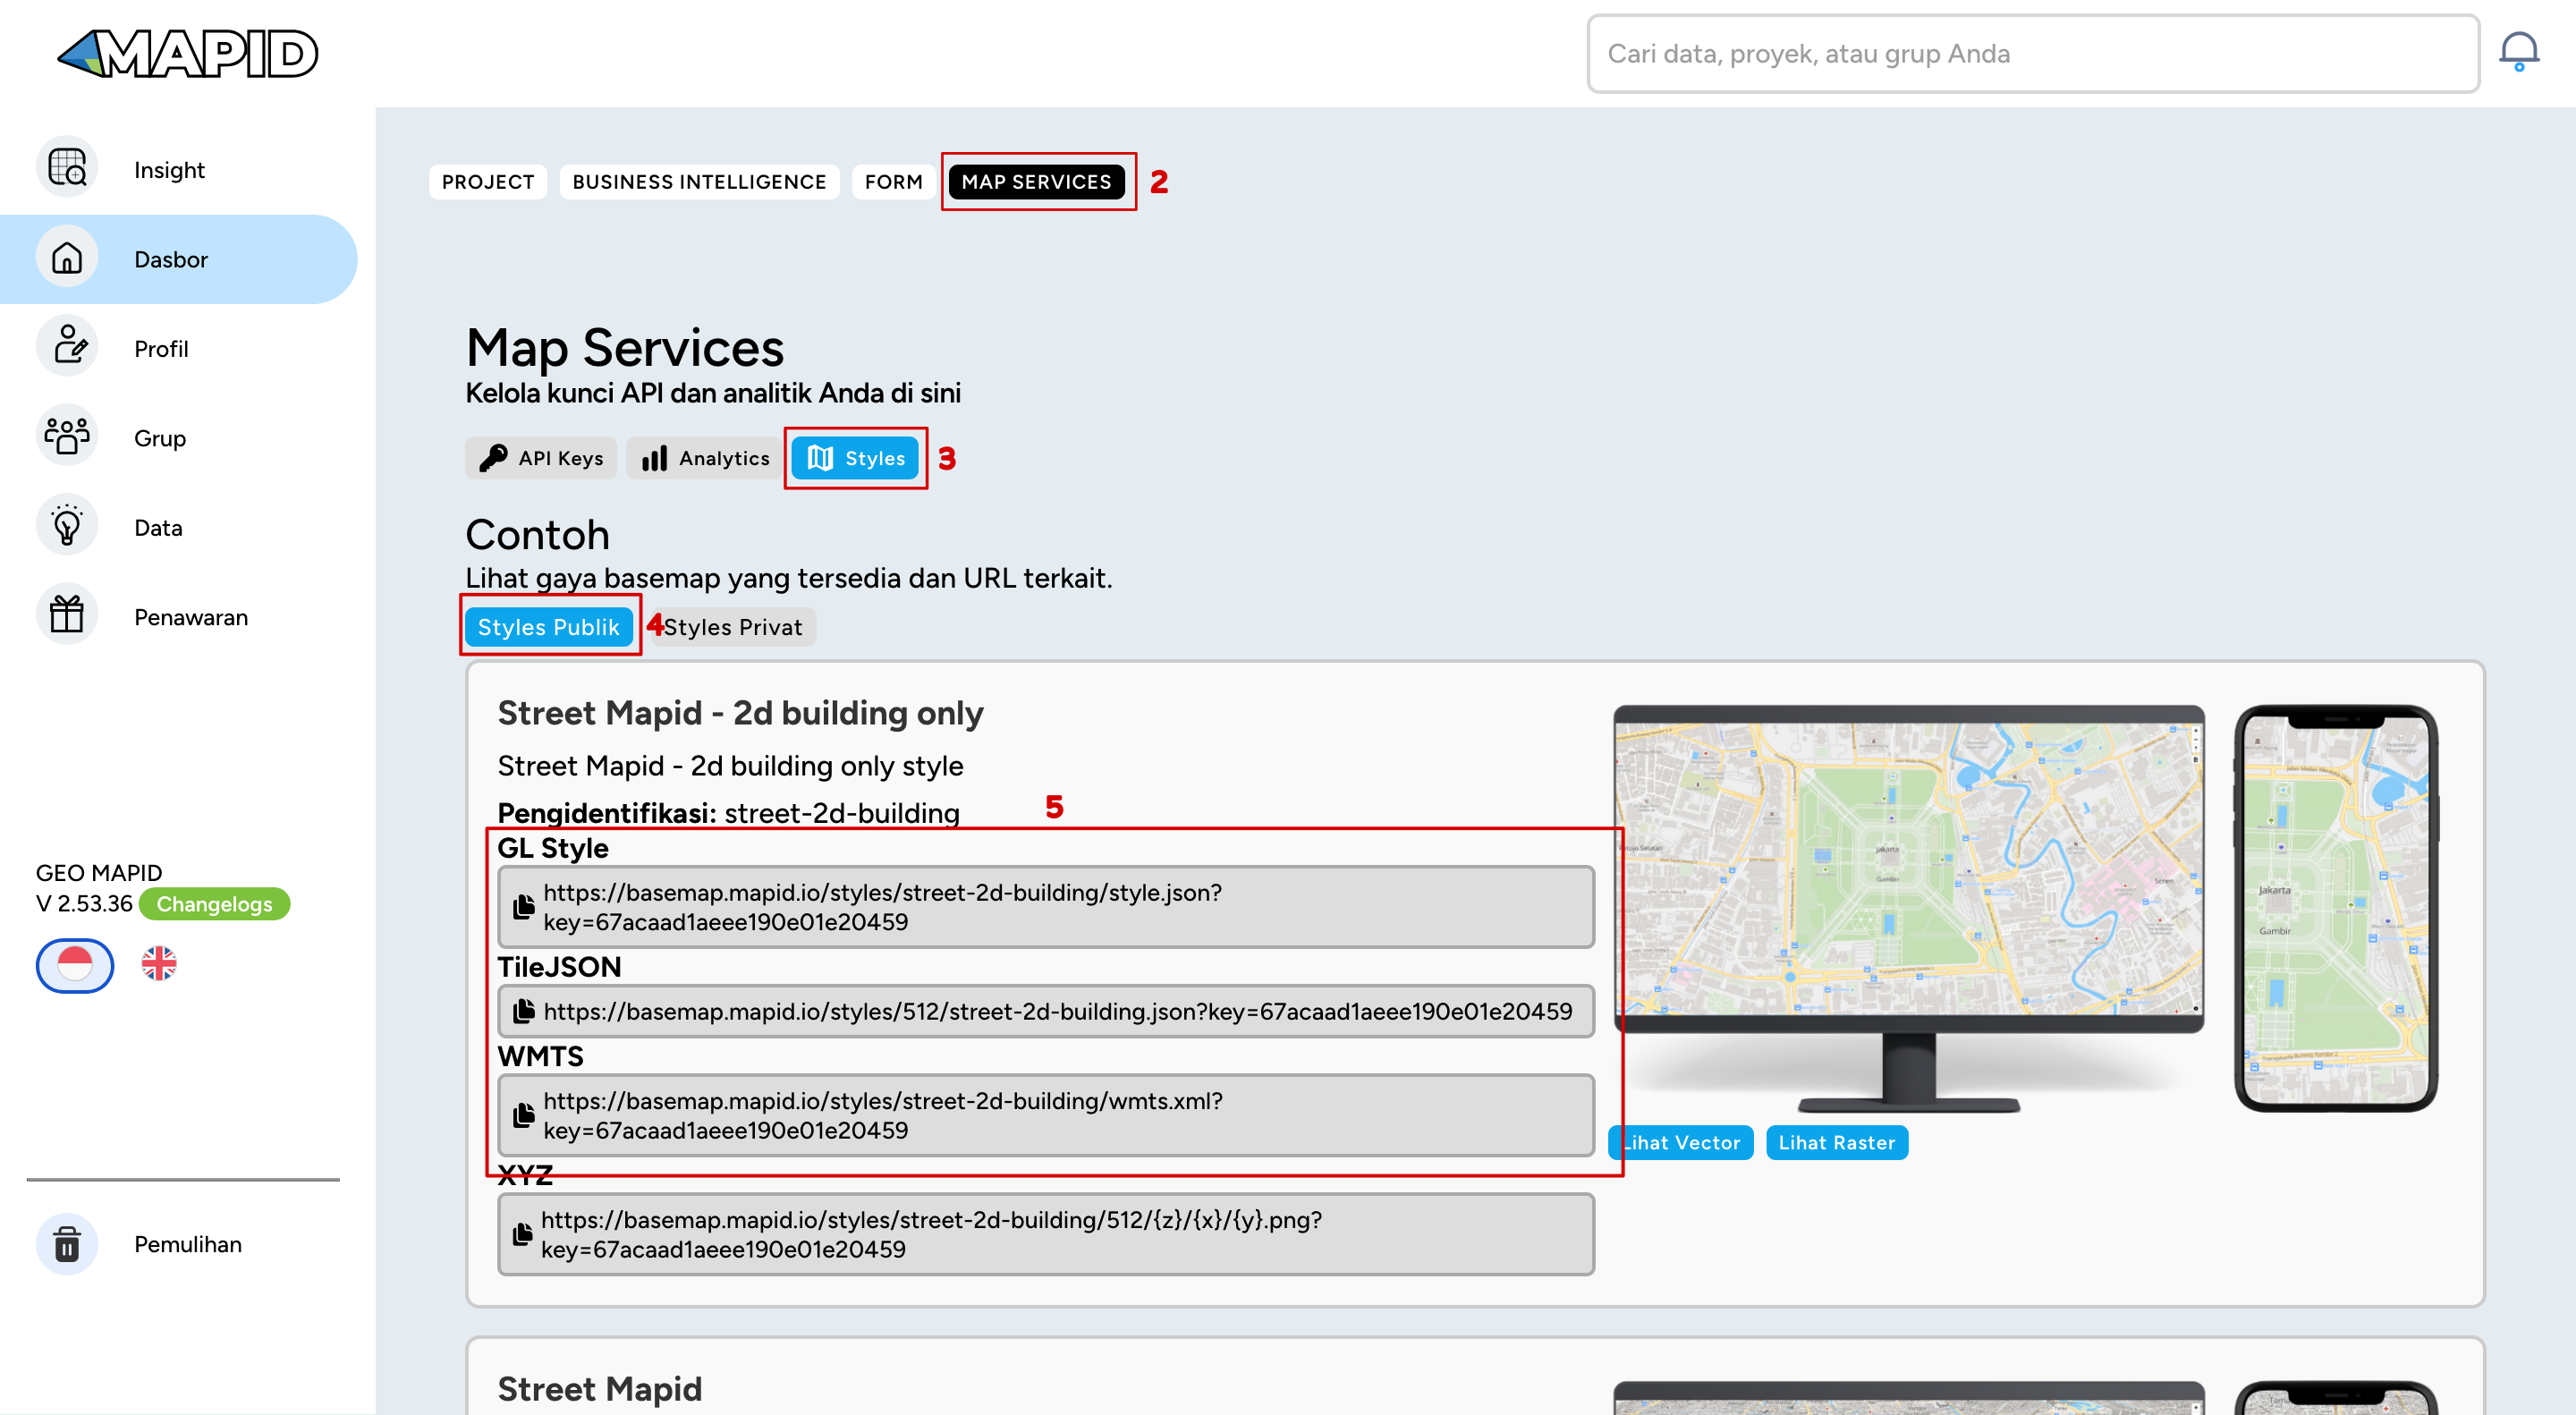 MAPID
Cari data, proyek, atau grup Anda
Insight
Dasbor
Profil
Grup
Data
Penawaran
GEO MAPID
V 2.53.36 Changelogs
Pemulihan
PROJECT BUSINESS INTELLIGENCE FORM MAP SERVICES 2
Map Services
Kelola kunci API dan analitik Anda di sini
API Keys Analytics Styles 3
Contoh
Lihat gaya basemap yang tersedia dan URL terkait.
Styles Publik 4 Styles Privat
Street Mapid - 2d building only
Street Mapid - 2d building only style
Pengidentifikasi: street-2d-building 5
GL Style
https://basemap.mapid.io/styles/street-2d-building/style.json?
key=67acaad1aeee190e01e20459
TileJSON
https://basemap.mapid.io/styles/512/street-2d-building.json?key=67acaad1aeee190e01e20459
WMTS
https://basemap.mapid.io/styles/street-2d-building/wmts.xml?
key=67acaad1aeee190e01e20459
XYZ
https://basemap.mapid.io/styles/street-2d-building/512/{z}/{x}/{y}.png?
key=67acaad1aeee190e01e20459
Jakarta
Gambir
Senen
Jakarta
Gambir
Lihat Vector Lihat Raster
Street Mapid